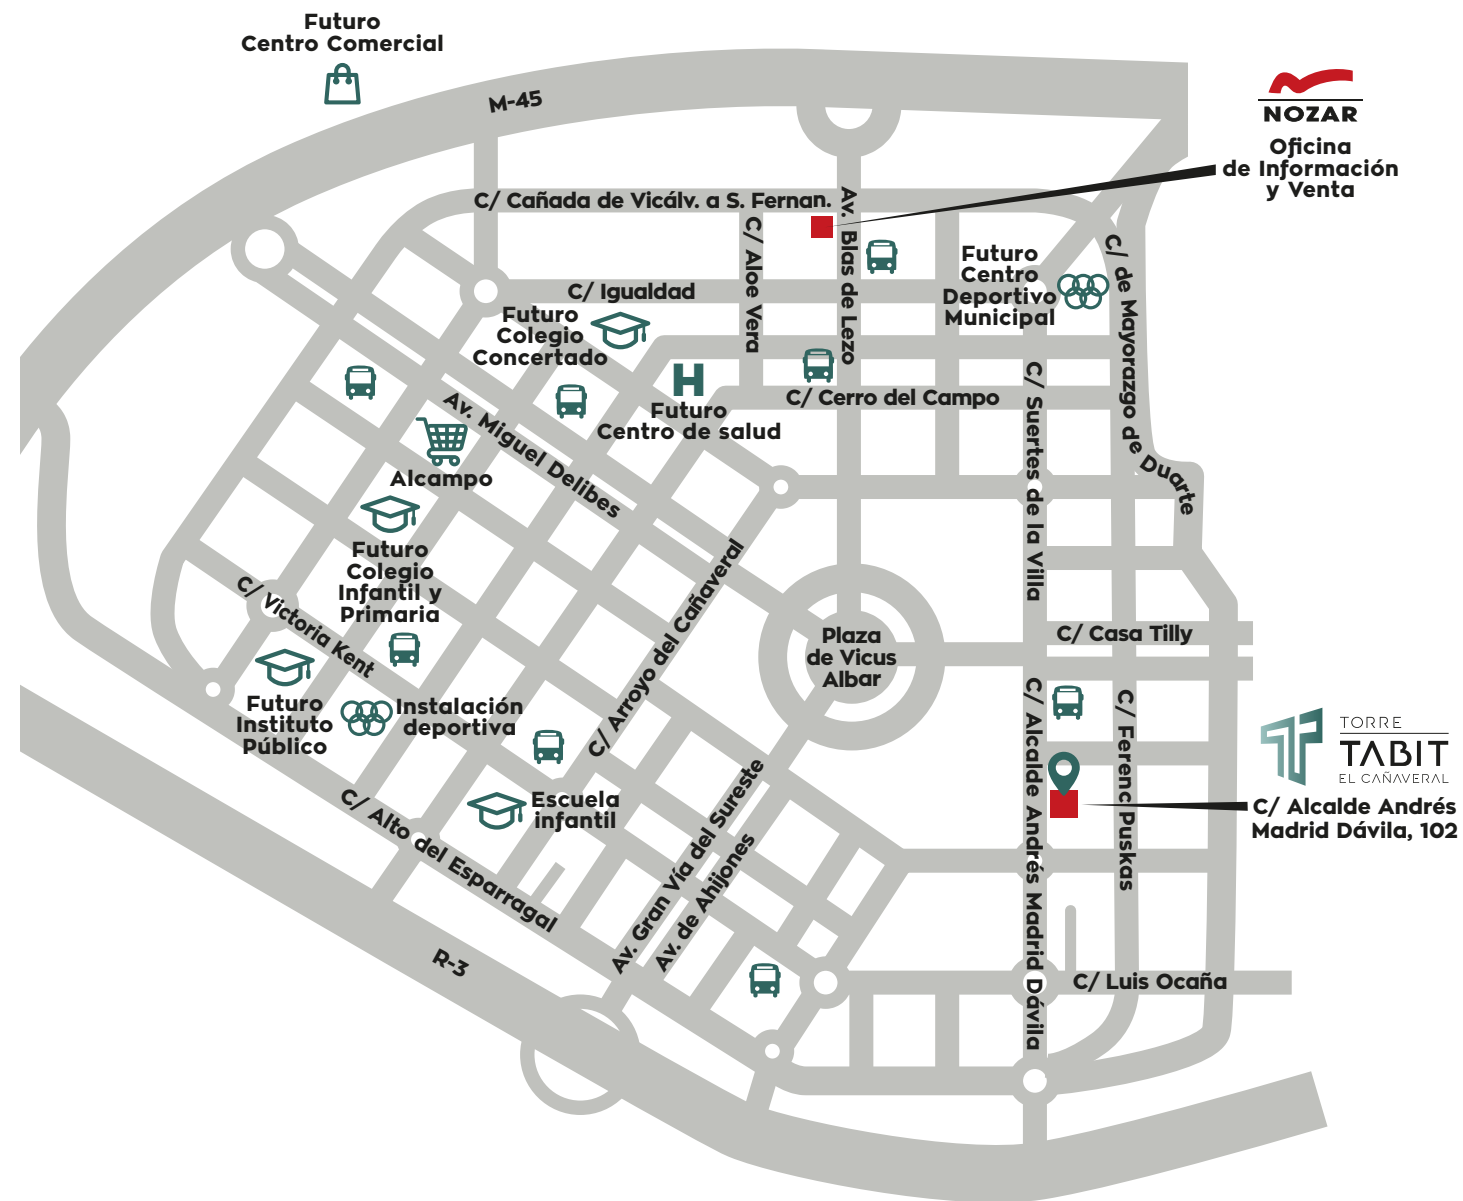 Futuro
Centro Comercial
M-45
NOZAR
Oficina
de Información
y Venta
C/ Cañada de Vicálv. a S. Fernan.
Av. Blas de Lezo
C/ Aloe Vera
C/ Igualdad
Futuro
Centro
Deportivo
Municipal
C/ de Mayorazgo de Duarte
Futuro
Colegio
Concertado
H
Futuro
Centro de salud
C/ Cerro del Campo
C/ Suertes de la Villa
Av. Miguel Delibes
Alcampo
Futuro
Colegio
Infantil y
Primaria
C/ Victoria Kent
C/ Arroyo del Cañaveral
Plaza
de Vicus
Albar
C/ Casa Tilly
Futuro
Instituto
Público
Instalación
deportiva
C/ Alcalde Andrés Madrid Dávila
C/ Ferenc Puskas
TORRE
TABIT
EL CAÑAVERAL
C/ Alcalde Andrés
Madrid Dávila, 102
Escuela
infantil
C/ Alto del Esparragal
Av. Gran Vía del Sureste
Av. de Ahijones
R-3
C/ Luis Ocaña